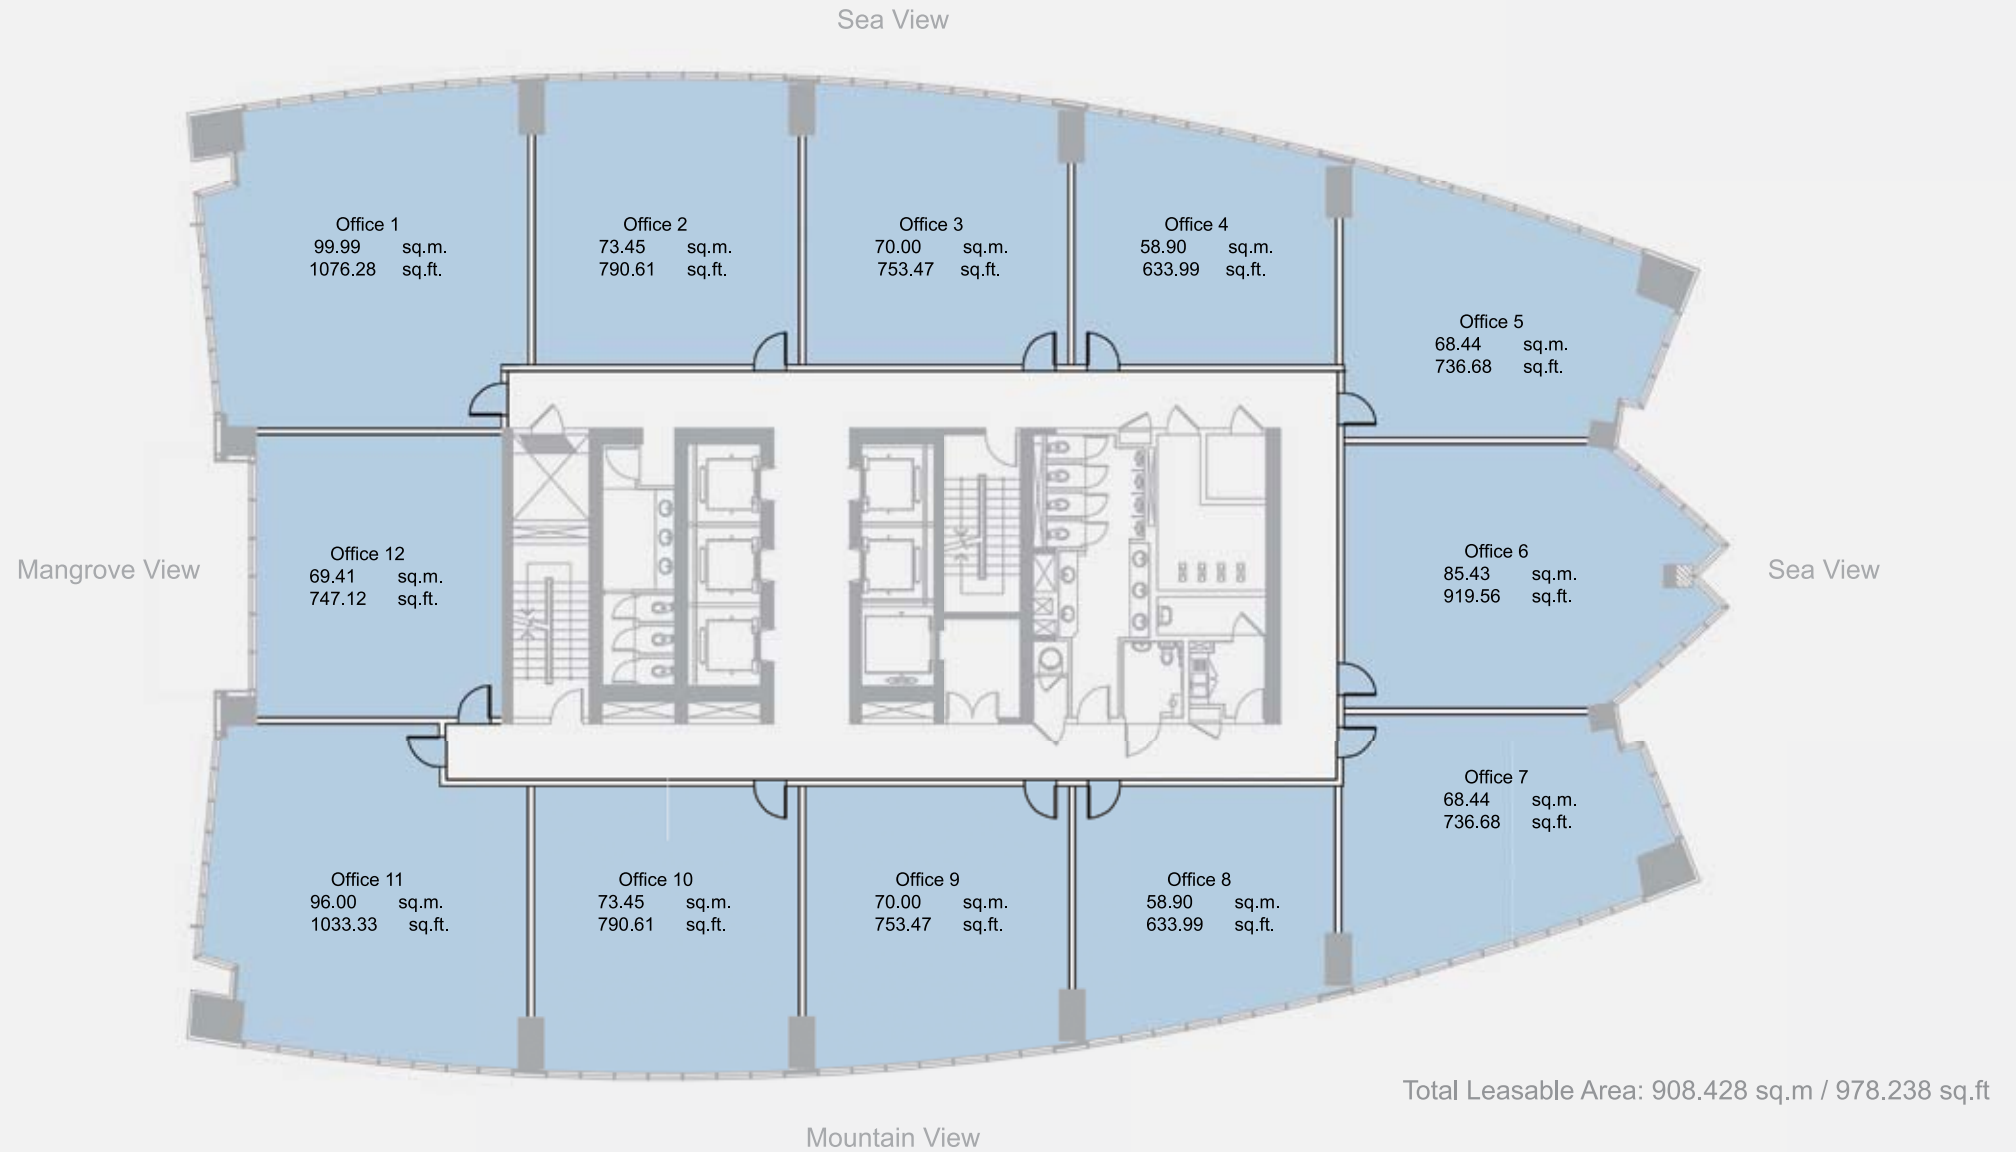 Sea View
Office 1
99.99 sq.m.
1076.28 sq.ft.
Office 2
73.45 sq.m.
790.61 sq.ft.
Office 3
70.00 sq.m.
753.47 sq.ft.
Office 4
58.90 sq.m.
633.99 sq.ft.
Office 5
68.44 sq.m.
736.68 sq.ft.
Mangrove View
Office 12
69.41 sq.m.
747.12 sq.ft.
Office 6
85.43 sq.m.
919.56 sq.ft.
Sea View
Office 7
68.44 sq.m.
736.68 sq.ft.
Office 11
96.00 sq.m.
1033.33 sq.ft.
Office 10
73.45 sq.m.
790.61 sq.ft.
Office 9
70.00 sq.m.
753.47 sq.ft.
Office 8
58.90 sq.m.
633.99 sq.ft.
Total Leasable Area: 908.428 sq.m / 978.238 sq.ft
Mountain View